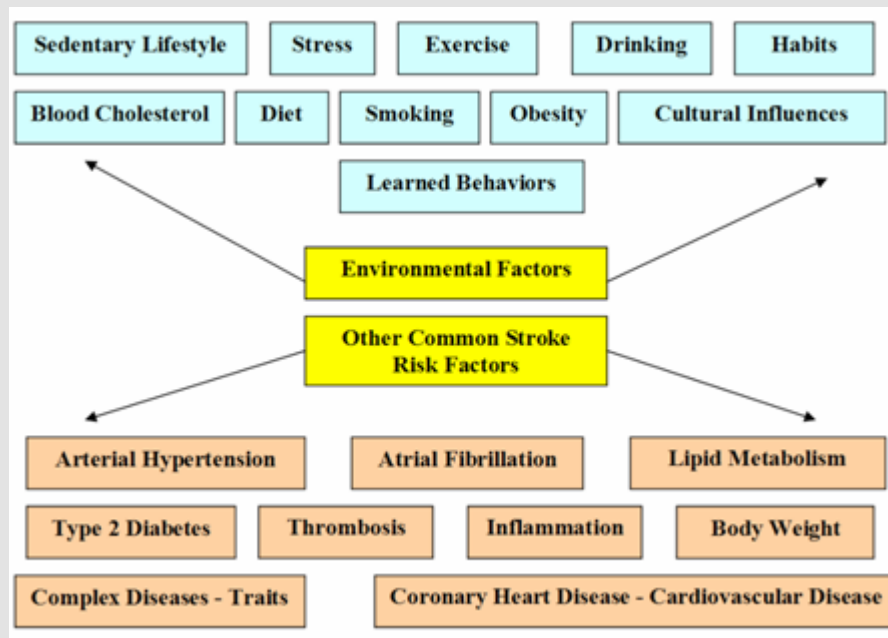 Sedentary Lifestyle
Stress
Exercise
Drinking
Habits
Blood Cholesterol
Diet
Smoking
Obesity
Cultural Influences
Learned Behaviors
Environmental Factors
Other Common Stroke
Risk Factors
Arterial Hypertension
Atrial Fibrillation
Lipid Metabolism
Type 2 Diabetes
Thrombosis
Inflammation
Body Weight
Complex Diseases - Traits
Coronary Heart Disease - Cardiovascular Disease